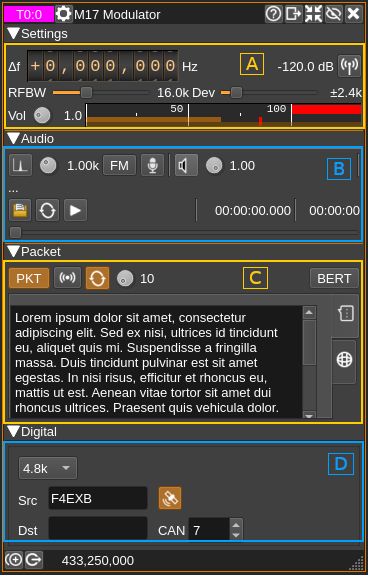 T0:0 M17 Modulator
Settings
Δf +0,000,000 Hz A -120.0 dB
RFBW 16.0k Dev ±2.4k
Vol 1.0 50 100
Audio
1.00k FM 1.00 B
...
00:00:00.000 00:00:00
Packet
PKT 10 C BERT
Lorem ipsum dolor sit amet, consectetur
adipiscing elit. Sed ex nisi, ultrices id tincidunt
eu, aliquet quis mi. Suspendisse a fringilla
massa. Duis tincidunt pulvinar est sit amet
egestas. In nisi risus, efficitur et rhoncus eu,
mattis ut est. Aenean vitae tortor sit amet dui
rhoncus ultrices. Praesent quis vehicula dolor.
Digital
4.8k D
Src F4EXB
Dst CAN 7
433,250,000